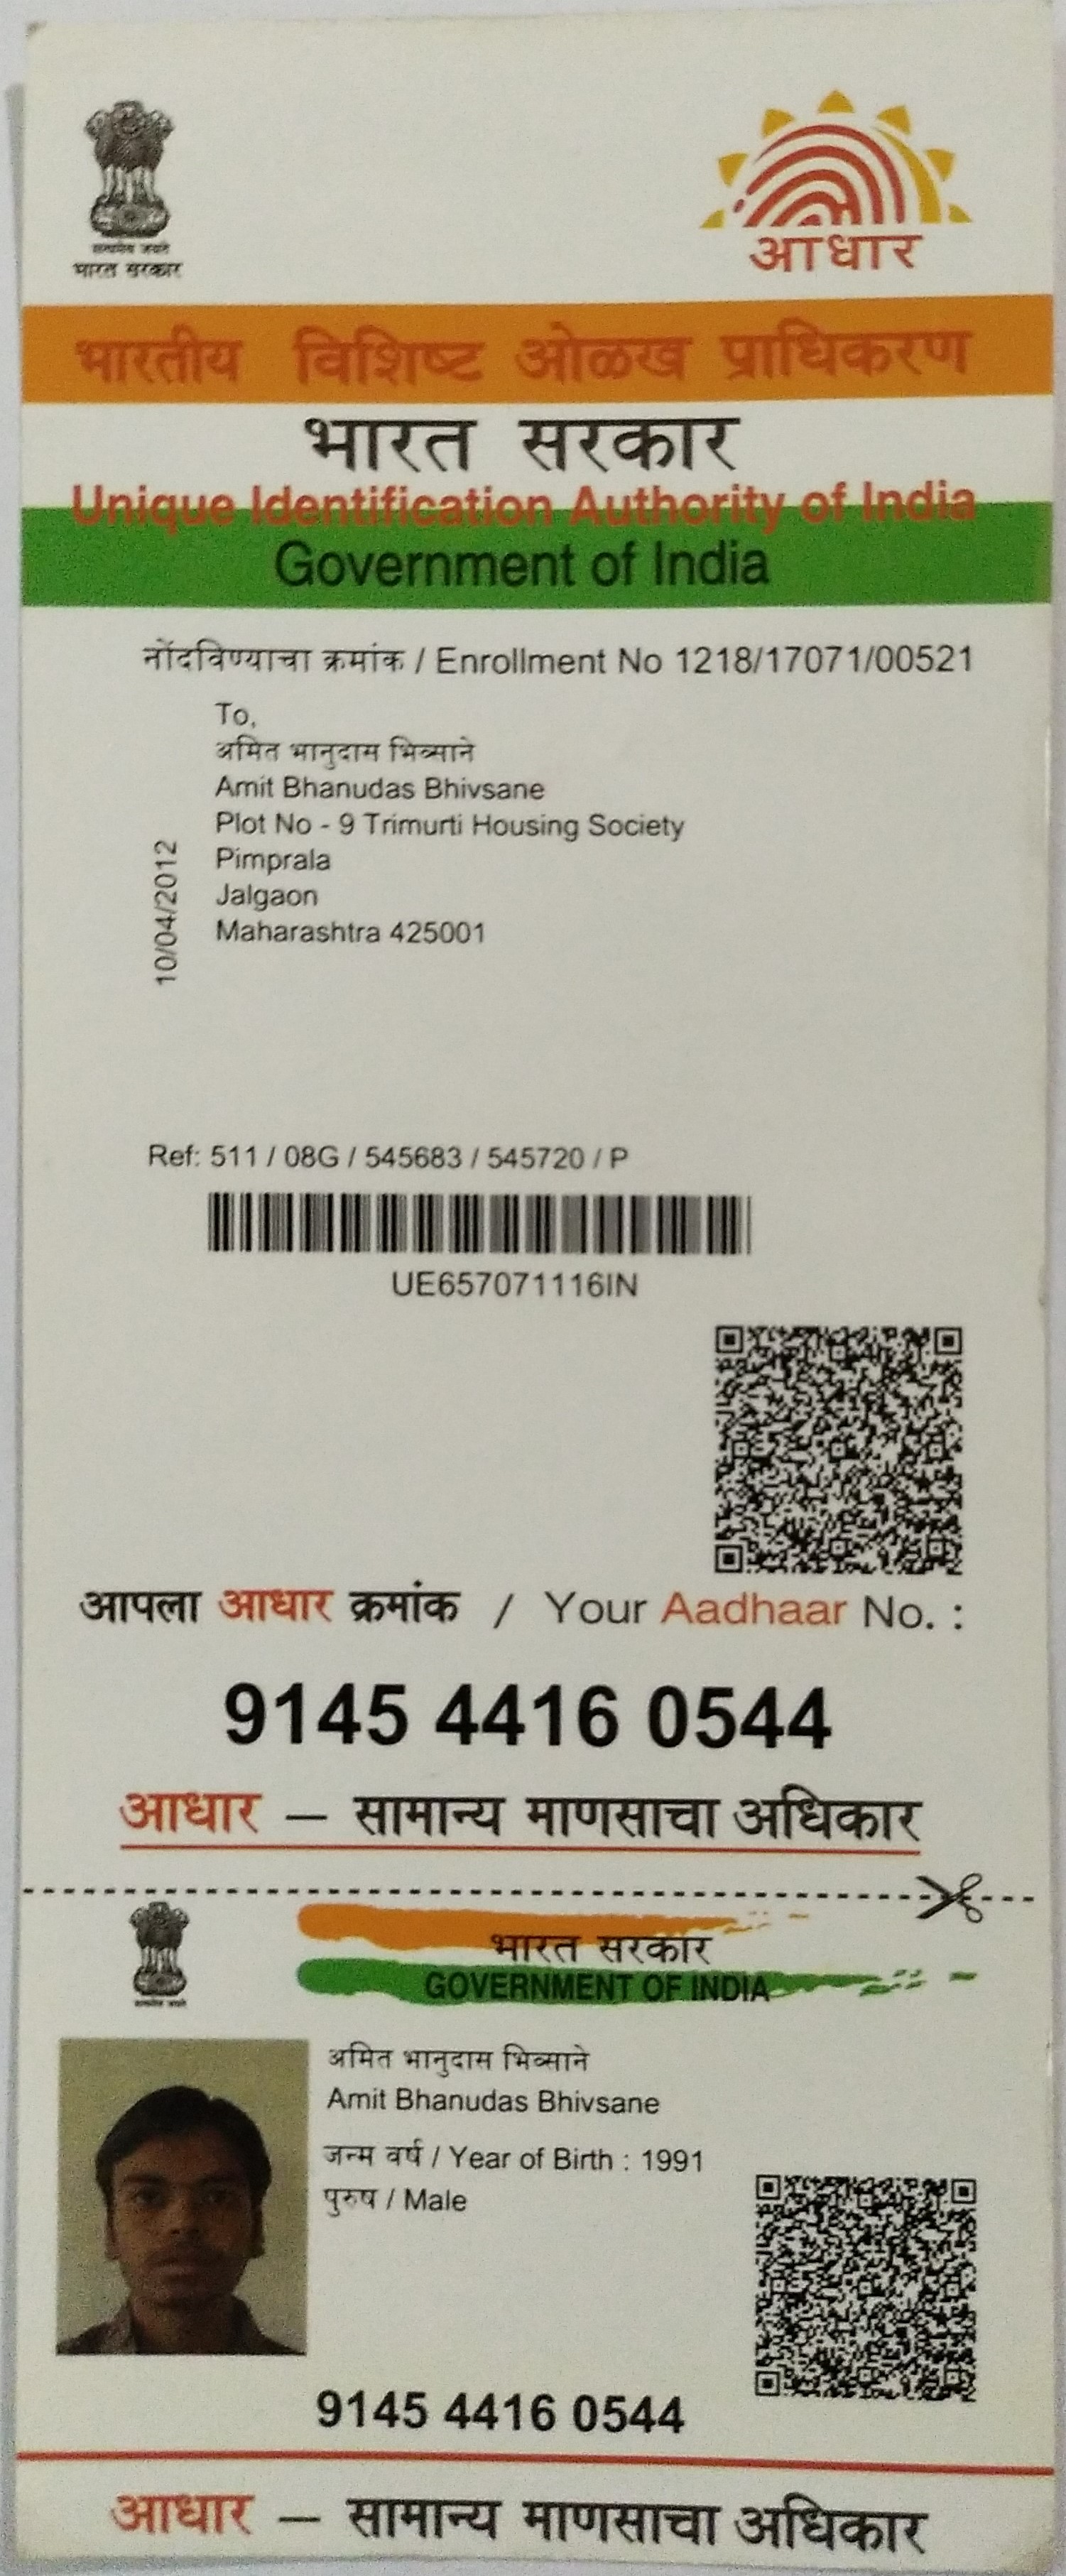 सत्यमेव जयते
भारत सरकार
आधार
भारतीय विशिष्ट ओळख प्राधिकरण
भारत सरकार
Unique Identification Authority of India
Government of India
नोंदविण्याचा क्रमांक / Enrollment No 1218/17071/00521
To,
अमित भानुदास भिव्साने
Amit Bhanudas Bhivsane
Plot No - 9 Trimurti Housing Society
Pimprala
Jalgaon
Maharashtra 425001
10/04/2012
Ref: 511 / 08G / 545683 / 545720 / P
UE657071116IN
आपला आधार क्रमांक / Your Aadhaar No. :
9145 4416 0544
आधार – सामान्य माणसाचा अधिकार
भारत सरकार
GOVERNMENT OF INDIA
अमित भानुदास भिव्साने
Amit Bhanudas Bhivsane
जन्म वर्ष / Year of Birth : 1991
पुरुष / Male
9145 4416 0544
आधार – सामान्य माणसाचा अधिकार